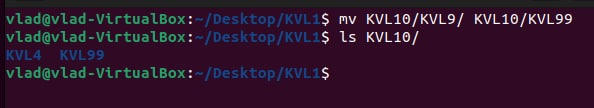 vlad@vlad-VirtualBox:~/Desktop/KVL1$ mv KVL10/KVL9/ KVL10/KVL99
vlad@vlad-VirtualBox:~/Desktop/KVL1$ ls KVL10/
KVL4  KVL99
vlad@vlad-VirtualBox:~/Desktop/KVL1$